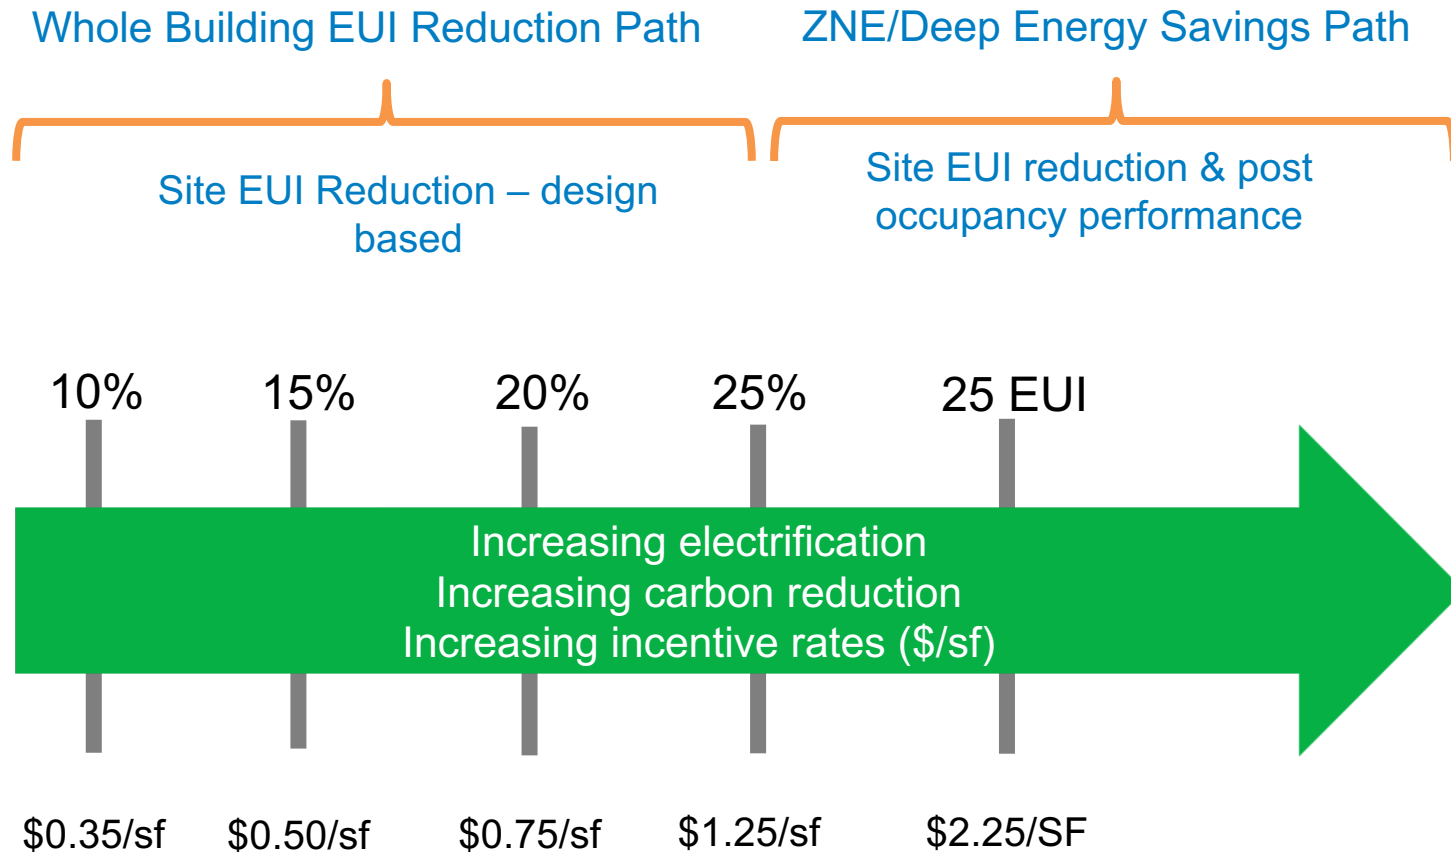 Whole Building EUI Reduction Path
ZNE/Deep Energy Savings Path
Site EUI Reduction – design
based
Site EUI reduction & post
occupancy performance
10%
15%
20%
25%
25 EUI
Increasing electrification
Increasing carbon reduction
Increasing incentive rates ($/sf)
$0.35/sf
$0.50/sf
$0.75/sf
$1.25/sf
$2.25/SF